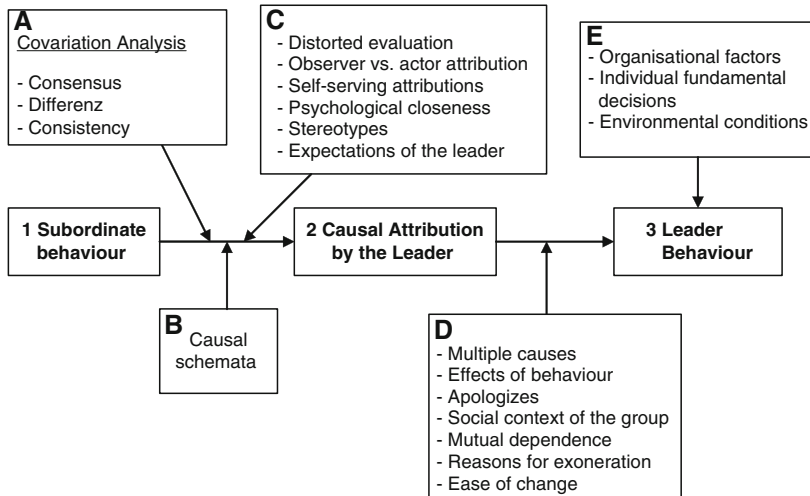 A
Covariation Analysis
- Consensus
- Differenz
- Consistency
C
- Distorted evaluation
- Observer vs. actor attribution
- Self-serving attributions
- Psychological closeness
- Stereotypes
- Expectations of the leader
E
- Organisational factors
- Individual fundamental
decisions
- Environmental conditions
1 Subordinate
behaviour
2 Causal Attribution
by the Leader
3 Leader
Behaviour
B
Causal
schemata
D
- Multiple causes
- Effects of behaviour
- Apologizes
- Social context of the group
- Mutual dependence
- Reasons for exoneration
- Ease of change